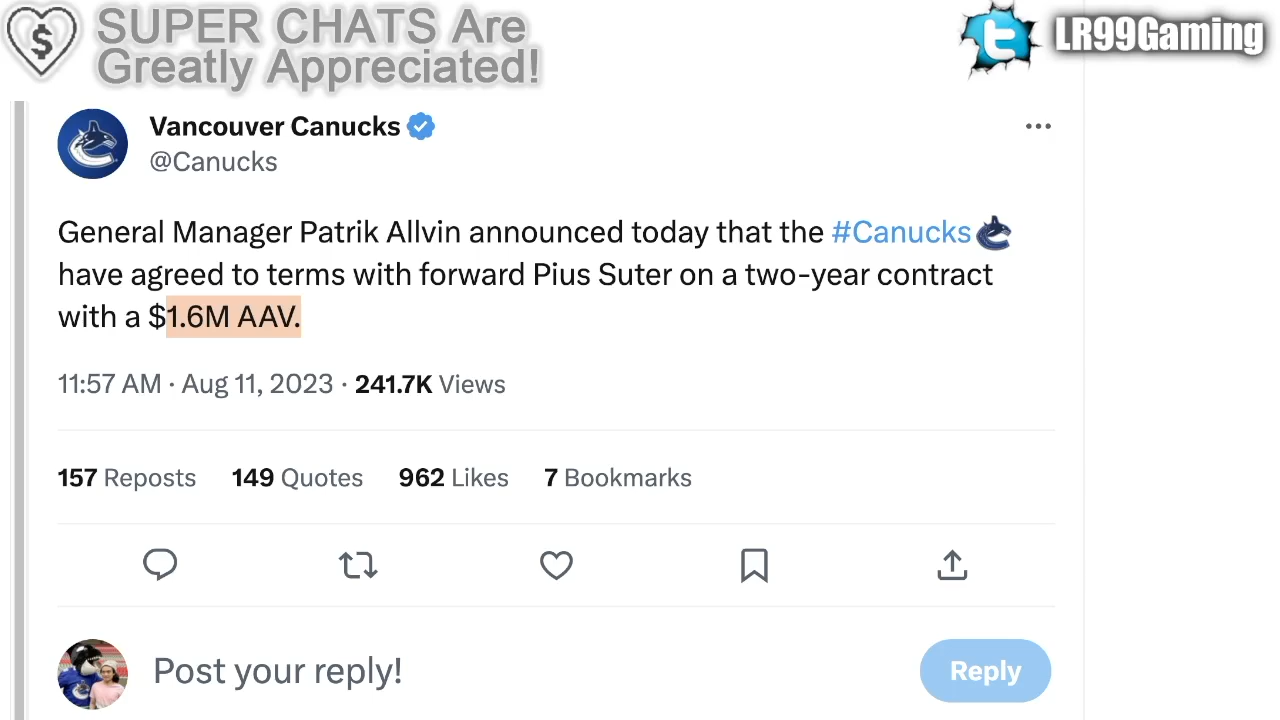 SUPER CHATS Are
Greatly Appreciated!
LR99Gaming
Vancouver Canucks
@Canucks
General Manager Patrik Allvin announced today that the #Canucks
have agreed to terms with forward Pius Suter on a two-year contract
with a $1.6M AAV.
11:57 AM · Aug 11, 2023 · 241.7K Views
157 Reposts 149 Quotes 962 Likes 7 Bookmarks
Post your reply!
Reply